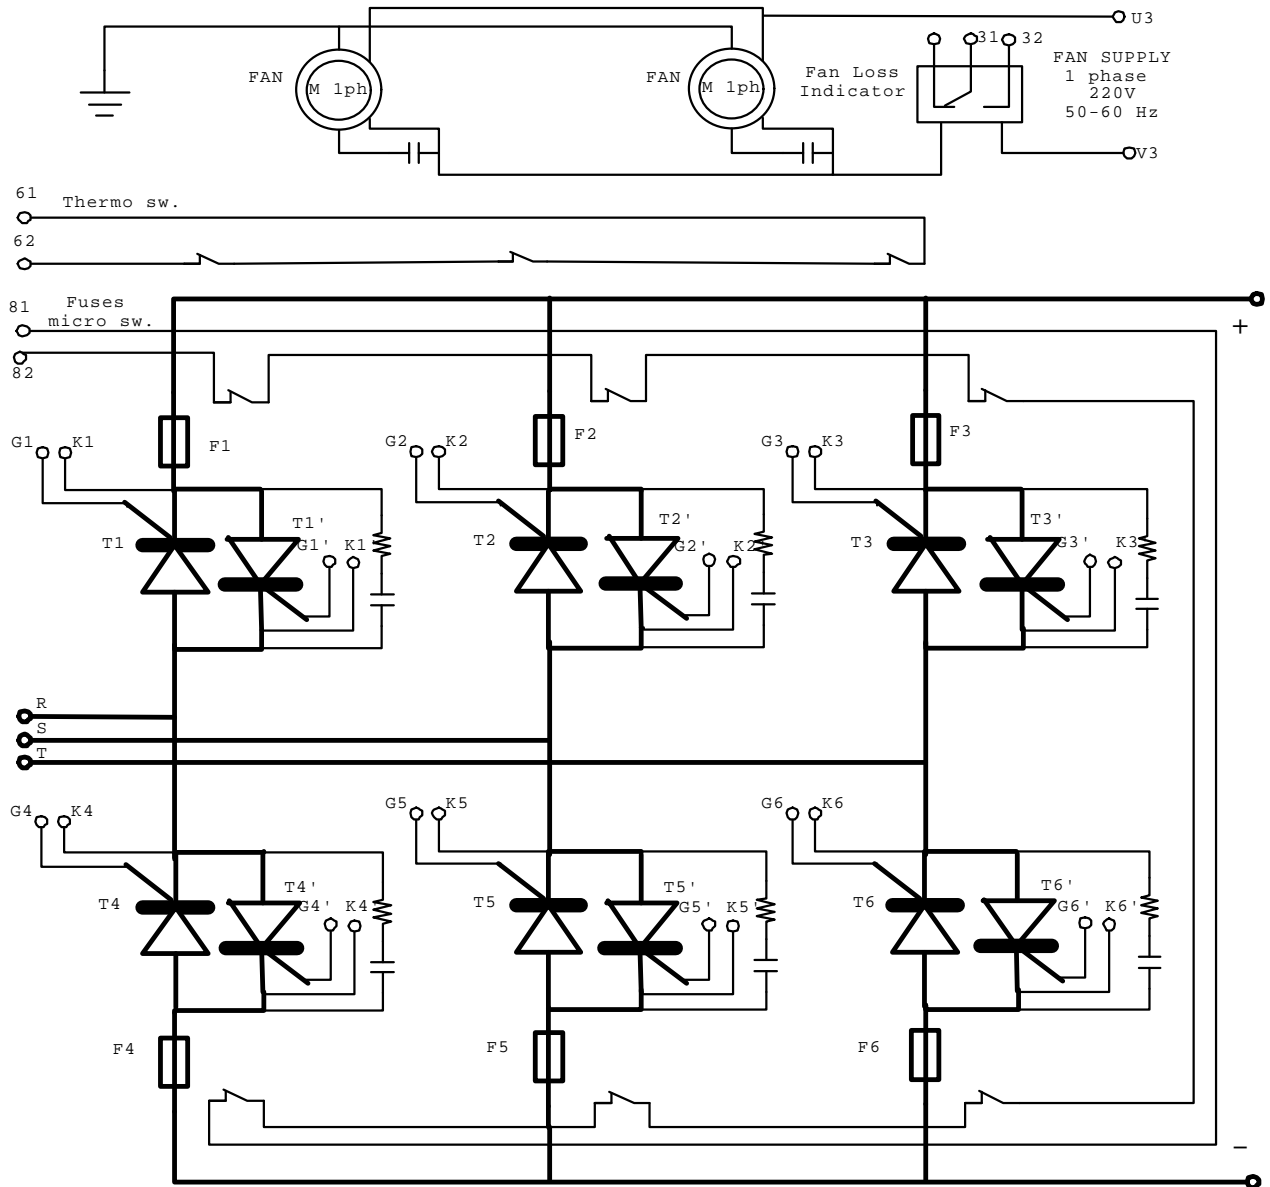 U3
31 32
FAN SUPPLY
1 phase
220V
50-60 Hz
Fan Loss
Indicator
FAN
M 1ph
FAN
M 1ph
V3
61
Thermo sw.
62
81
Fuses
micro sw.
82
+
F1
F2
F3
G1 K1
G2 K2
G3 K3
T1
T1'
G1' K1'
T2
T2'
G2' K2'
T3
T3'
G3' K3'
R
S
T
G4 K4
G5 K5
G6 K6
T4
T4'
G4' K4'
T5
T5'
G5' K5'
T6
T6'
G6' K6'
F4
F5
F6
−